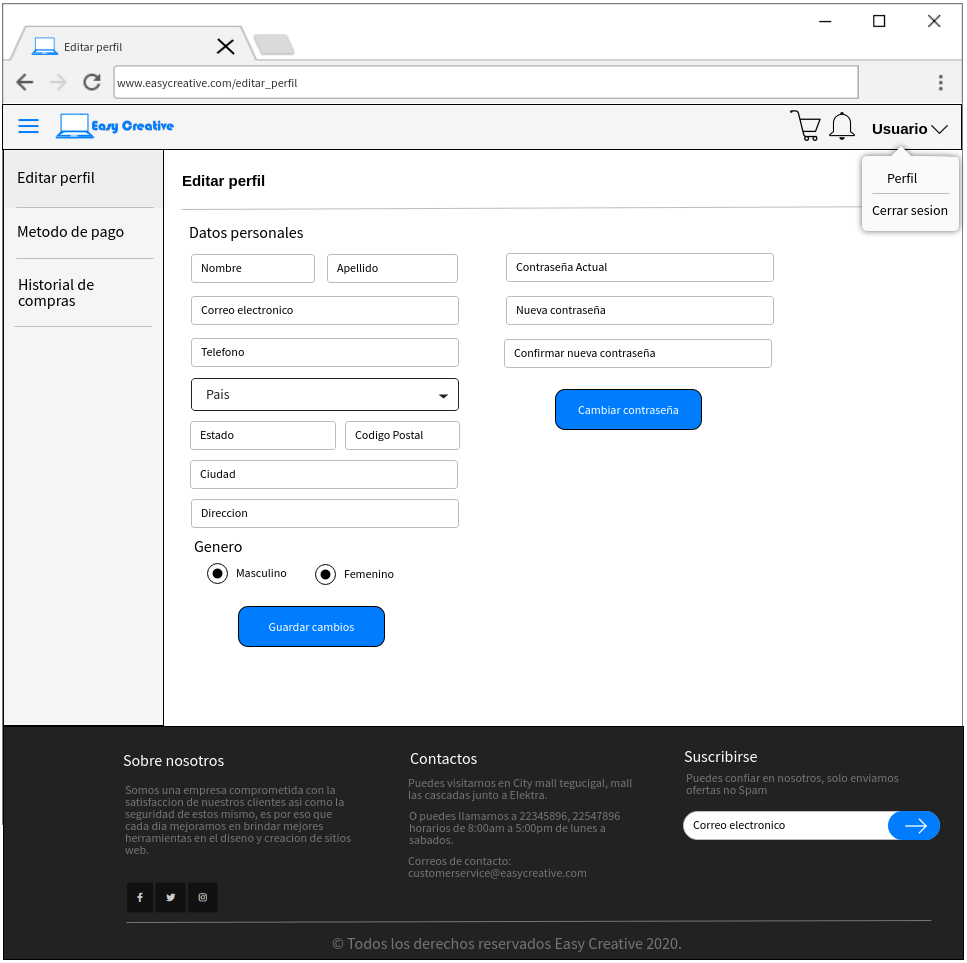 Editar perfil
www.easycreative.com/editar_perfil
Easy Creative
Usuario
Perfil
Cerrar sesion
Editar perfil
Metodo de pago
Historial de
compras
Editar perfil
Datos personales
Nombre
Apellido
Correo electronico
Telefono
Pais
Estado
Codigo Postal
Ciudad
Direccion
Genero
Masculino
Femenino
Guardar cambios
Contraseña Actual
Nueva contraseña
Confirmar nueva contraseña
Cambiar contraseña
Sobre nosotros
Somos una empresa comprometida con la
satisfaccion de nuestros clientes asi como la
seguridad de estos mismo, es por eso que
cada dia mejoramos en brindar mejores
herramientas en el diseno y creacion de sitios
web.
Contactos
Puedes visitarnos en City mall tegucigal, mall
las cascadas junto a Elektra.
O puedes llamarnos a 22345896, 22547896
horarios de 8:00am a 5:00pm de lunes a
sabados.
Correos de contacto:
customerservice@easycreative.com
Suscribirse
Puedes confiar en nosotros, solo enviamos
ofertas no Spam
Correo electronico
© Todos los derechos reservados Easy Creative 2020.